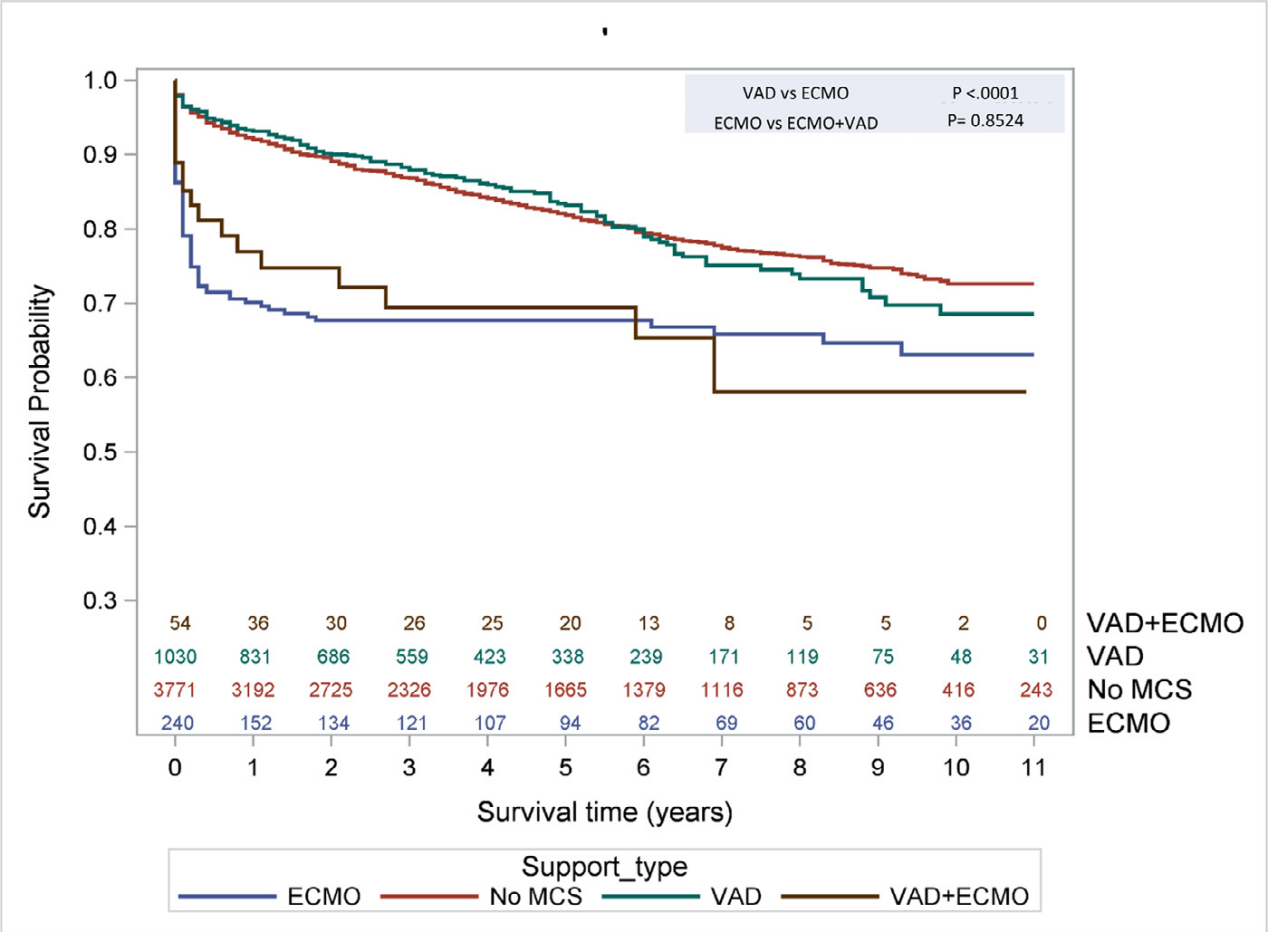 '
VAD vs ECMO P <.0001
ECMO vs ECMO+VAD P= 0.8524
Survival Probability
1.0
0.9
0.8
0.7
0.6
0.5
0.4
0.3
54 36 30 26 25 20 13 8 5 5 2 0 VAD+ECMO
1030 831 686 559 423 338 239 171 119 75 48 31 VAD
3771 3192 2725 2326 1976 1665 1379 1116 873 636 416 243 No MCS
240 152 134 121 107 94 82 69 60 46 36 20 ECMO
0 1 2 3 4 5 6 7 8 9 10 11
Survival time (years)
Support_type
ECMO No MCS VAD VAD+ECMO